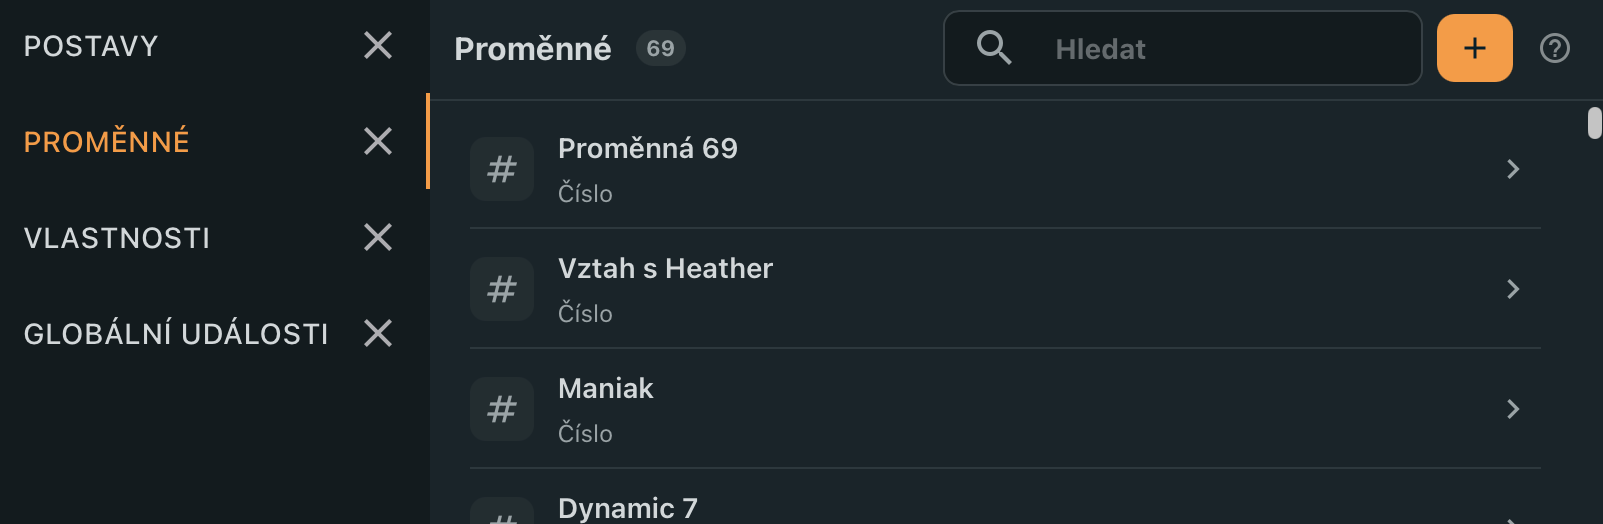 POSTAVY
PROMĚNNÉ
VLASTNOSTI
GLOBÁLNÍ UDÁLOSTI
Proměnné 69
Hledat
Proměnná 69
Číslo
Vztah s Heather
Číslo
Maniak
Číslo
Dynamic 7